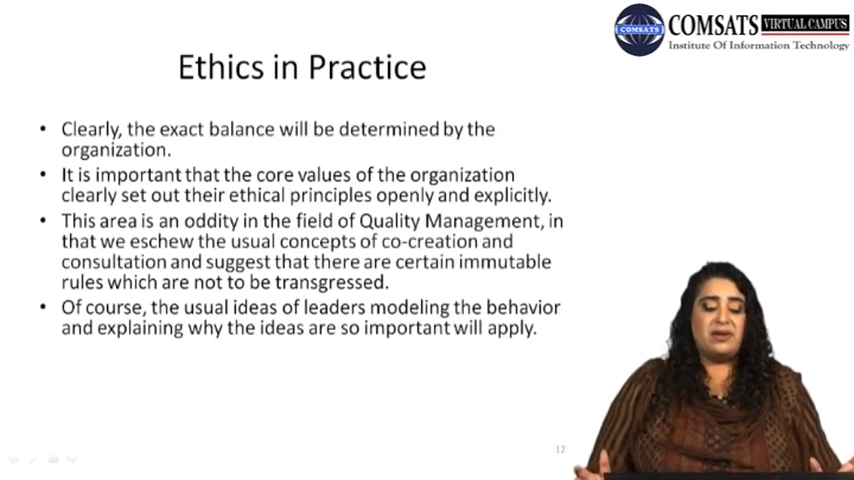 COMSATS VIRTUAL CAMPUS
COMSATS
Institute Of Information Technology
Ethics in Practice
• Clearly, the exact balance will be determined by the
organization.
• It is important that the core values of the organization
clearly set out their ethical principles openly and explicitly.
• This area is an oddity in the field of Quality Management, in
that we eschew the usual concepts of co-creation and
consultation and suggest that there are certain immutable
rules which are not to be transgressed.
• Of course, the usual ideas of leaders modeling the behavior
and explaining why the ideas are so important will apply.
12